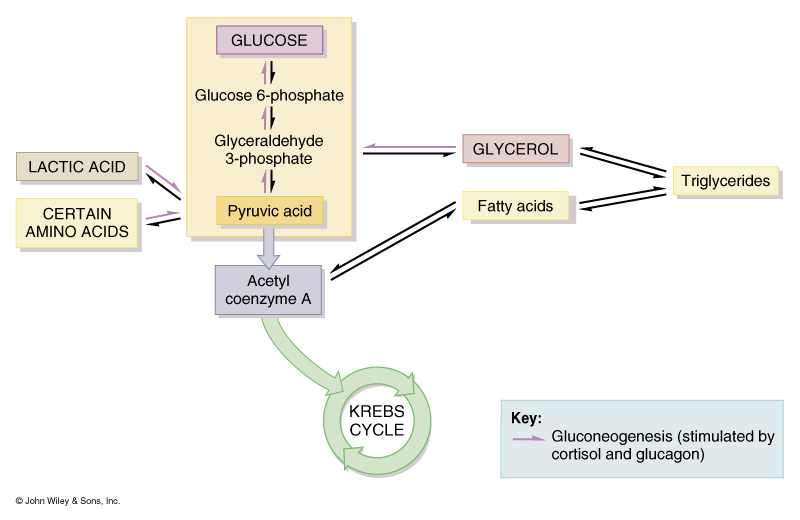 GLUCOSE
Glucose 6-phosphate
Glyceraldehyde
3-phosphate
Pyruvic acid
LACTIC ACID
CERTAIN
AMINO ACIDS
GLYCEROL
Fatty acids
Triglycerides
Acetyl
coenzyme A
KREBS
CYCLE
Key:
Gluconeogenesis (stimulated by
cortisol and glucagon)
© John Wiley & Sons, Inc.